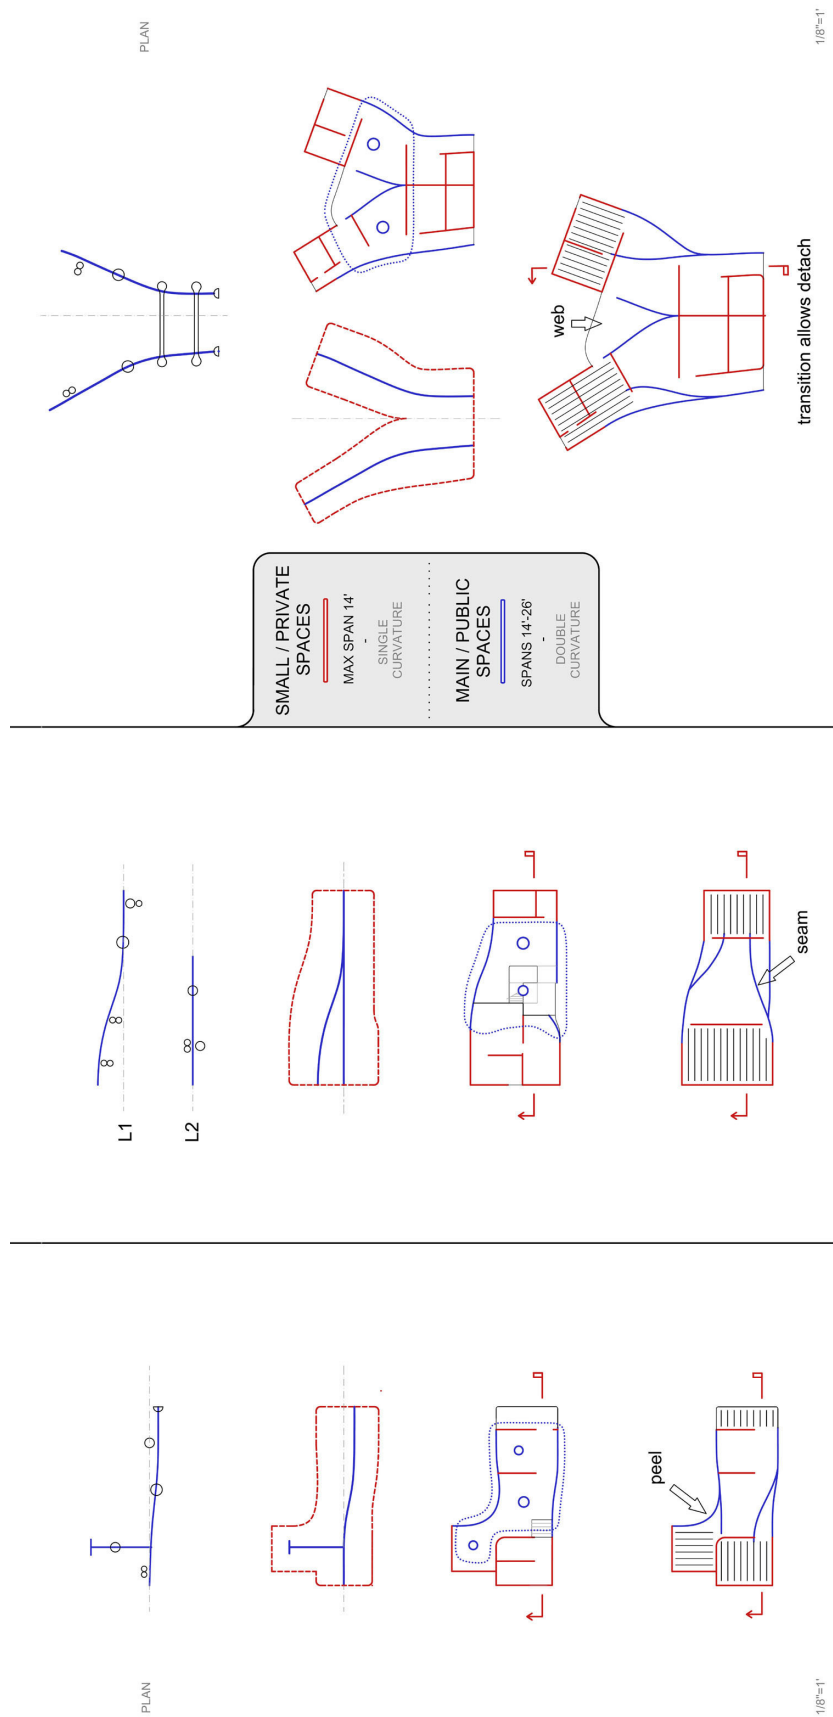 PLAN
L1
L2
SMALL / PRIVATE
SPACES
MAX SPAN 14'
-
SINGLE
CURVATURE
MAIN / PUBLIC
SPACES
SPANS 14'-26'
-
DOUBLE
CURVATURE
PLAN
peel
seam
web
transition allows detach
1/8"=1'
1/8"=1'